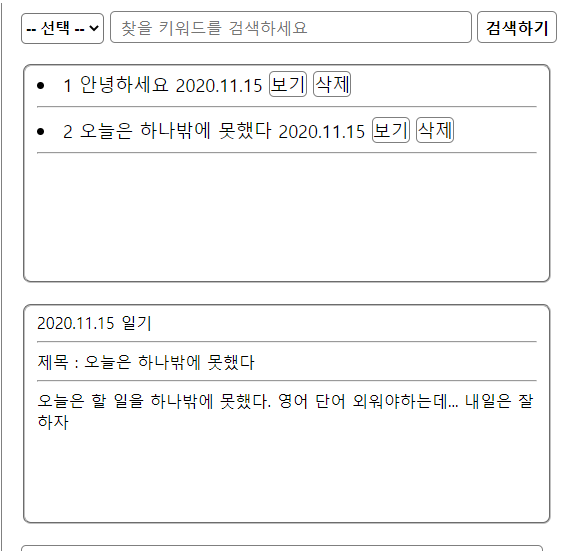 -- 선택 -- 찾을 키워드를 검색하세요 검색하기
1 안녕하세요 2020.11.15 보기 삭제
2 오늘은 하나밖에 못했다 2020.11.15 보기 삭제
2020.11.15 일기
제목 : 오늘은 하나밖에 못했다
오늘은 할 일을 하나밖에 못했다. 영어 단어 외워야하는데... 내일은 잘
하자